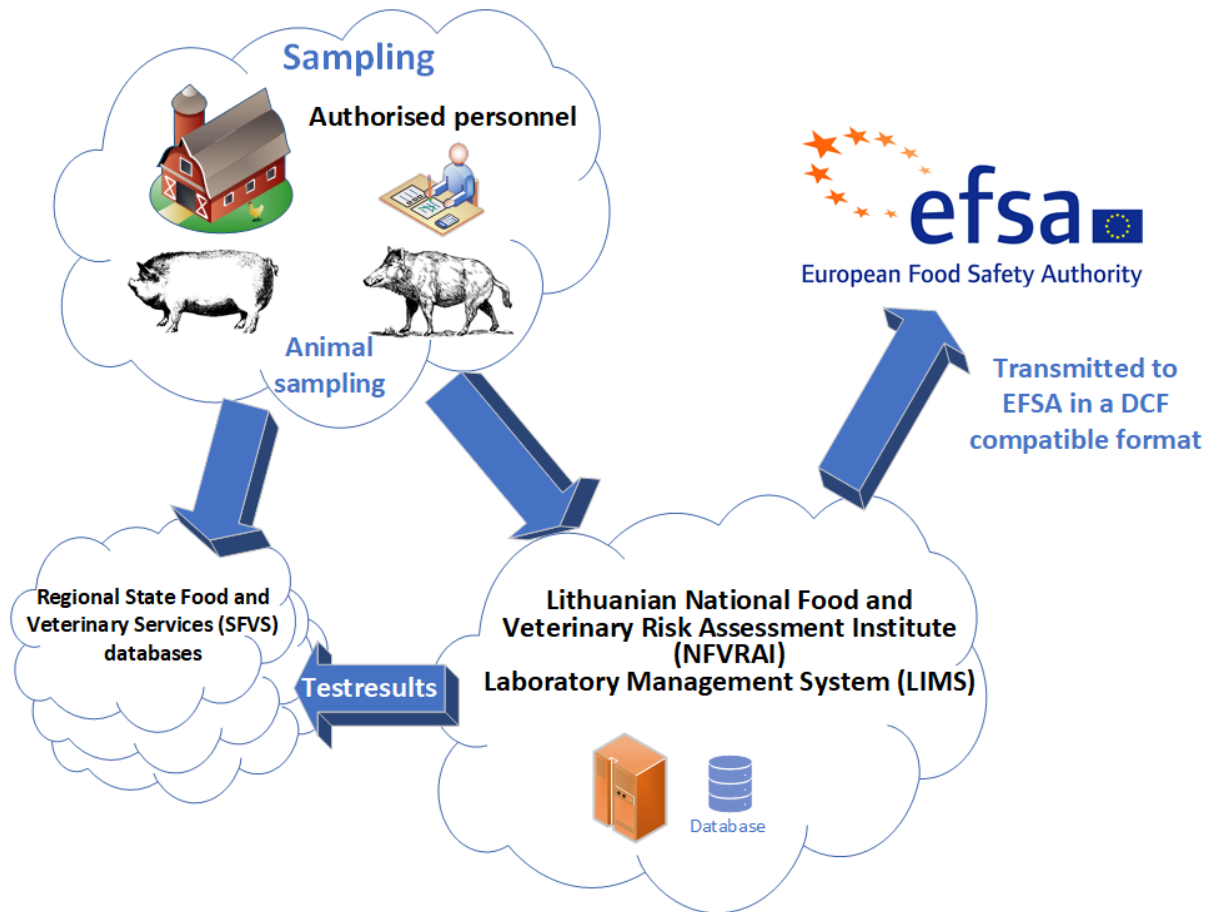 Sampling
Authorised personnel
Animal
sampling
efsa
European Food Safety Authority
Transmitted to
EFSA in a DCF
compatible format
Regional State Food and
Veterinary Services (SFVS)
databases
Testresults
Lithuanian National Food and
Veterinary Risk Assessment Institute
(NFVRAI)
Laboratory Management System (LIMS)
Database